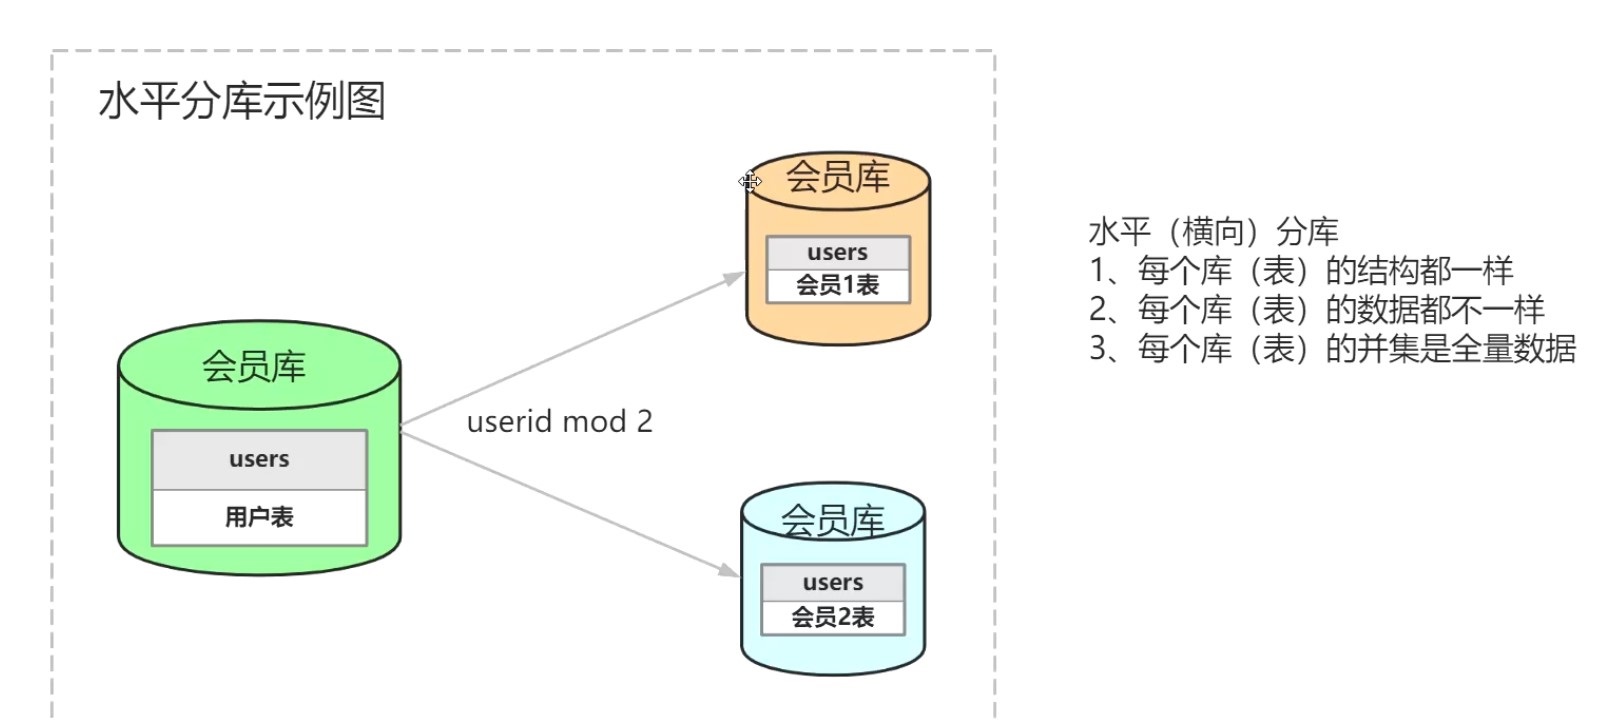 水平分库示例图
会员库
users
会员1表
水平（横向）分库
1、每个库（表）的结构都一样
2、每个库（表）的数据都不一样
3、每个库（表）的并集是全量数据
会员库
users
用户表
userid mod 2
会员库
users
会员2表